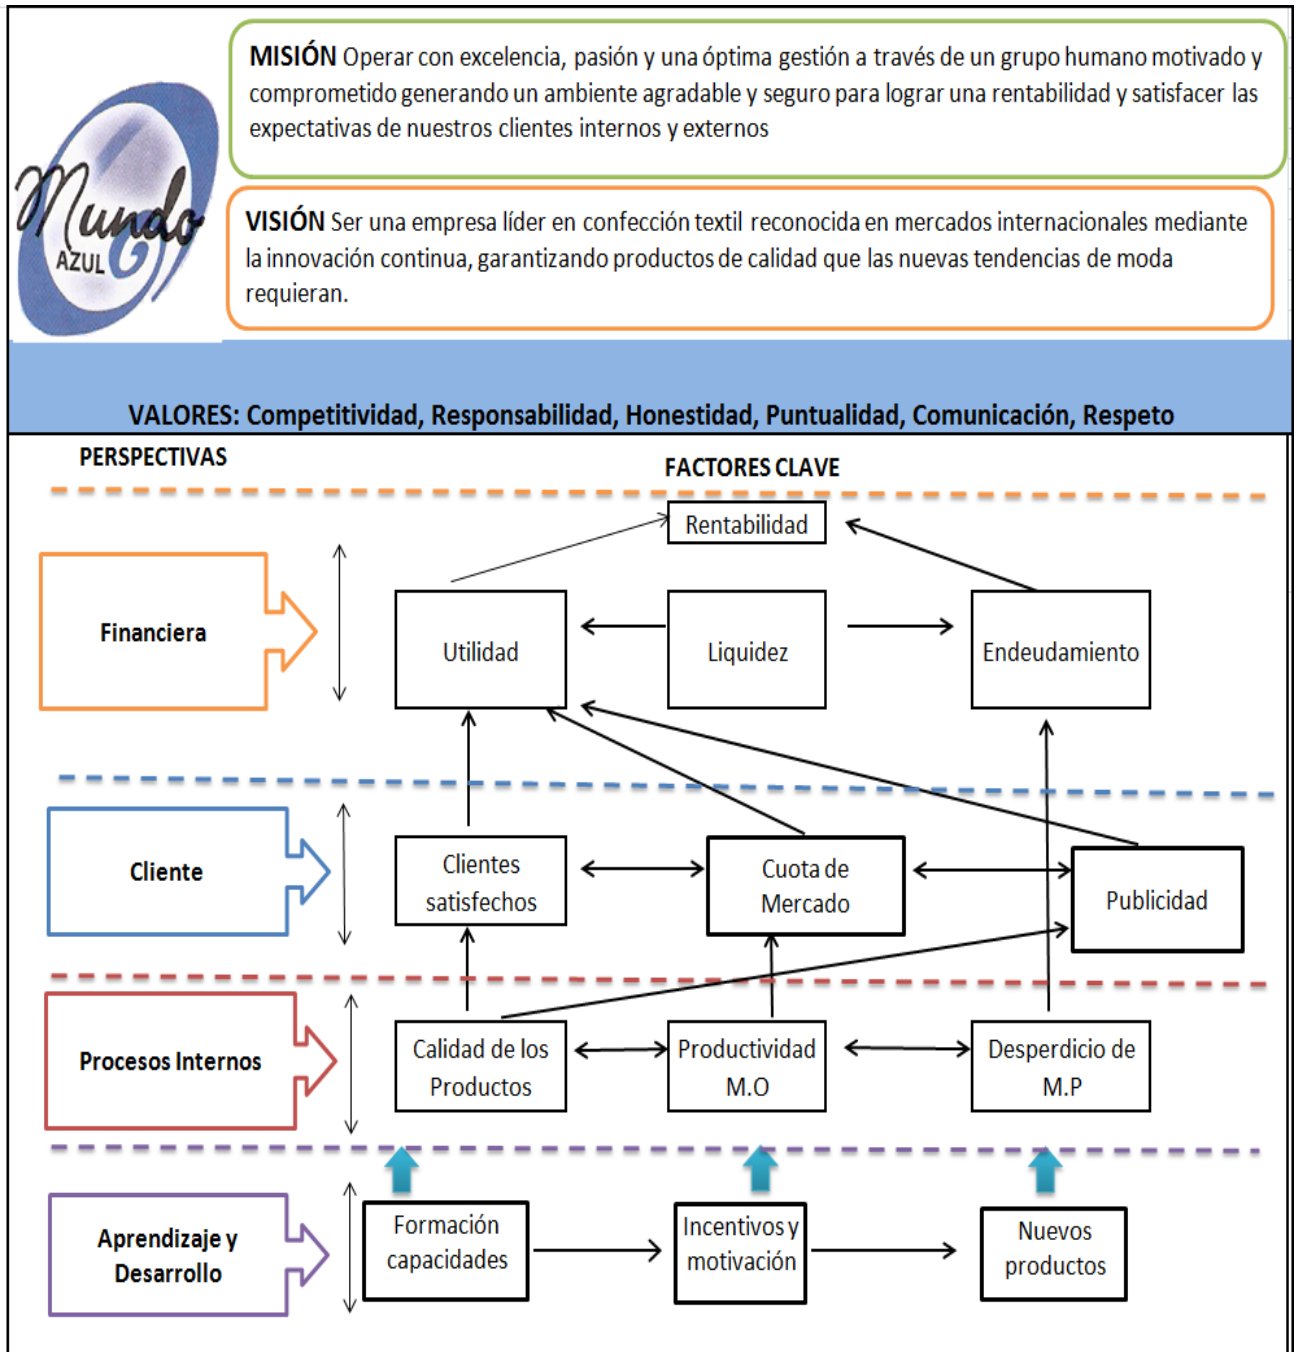 MISIÓN Operar con excelencia, pasión y una óptima gestión a través de un grupo humano motivado y
comprometido generando un ambiente agradable y seguro para lograr una rentabilidad y satisfacer las
expectativas de nuestros clientes internos y externos
Mundo
AZUL
VISIÓN Ser una empresa líder en confección textil reconocida en mercados internacionales mediante
la innovación continua, garantizando productos de calidad que las nuevas tendencias de moda
requieran.
VALORES: Competitividad, Responsabilidad, Honestidad, Puntualidad, Comunicación, Respeto
PERSPECTIVAS
FACTORES CLAVE
Rentabilidad
Financiera
Utilidad
Liquidez
Endeudamiento
Cliente
Clientes
satisfechos
Cuota de
Mercado
Publicidad
Procesos Internos
Calidad de los
Productos
Productividad
M.O
Desperdicio de
M.P
Aprendizaje y
Desarrollo
Formación
capacidades
Incentivos y
motivación
Nuevos
productos